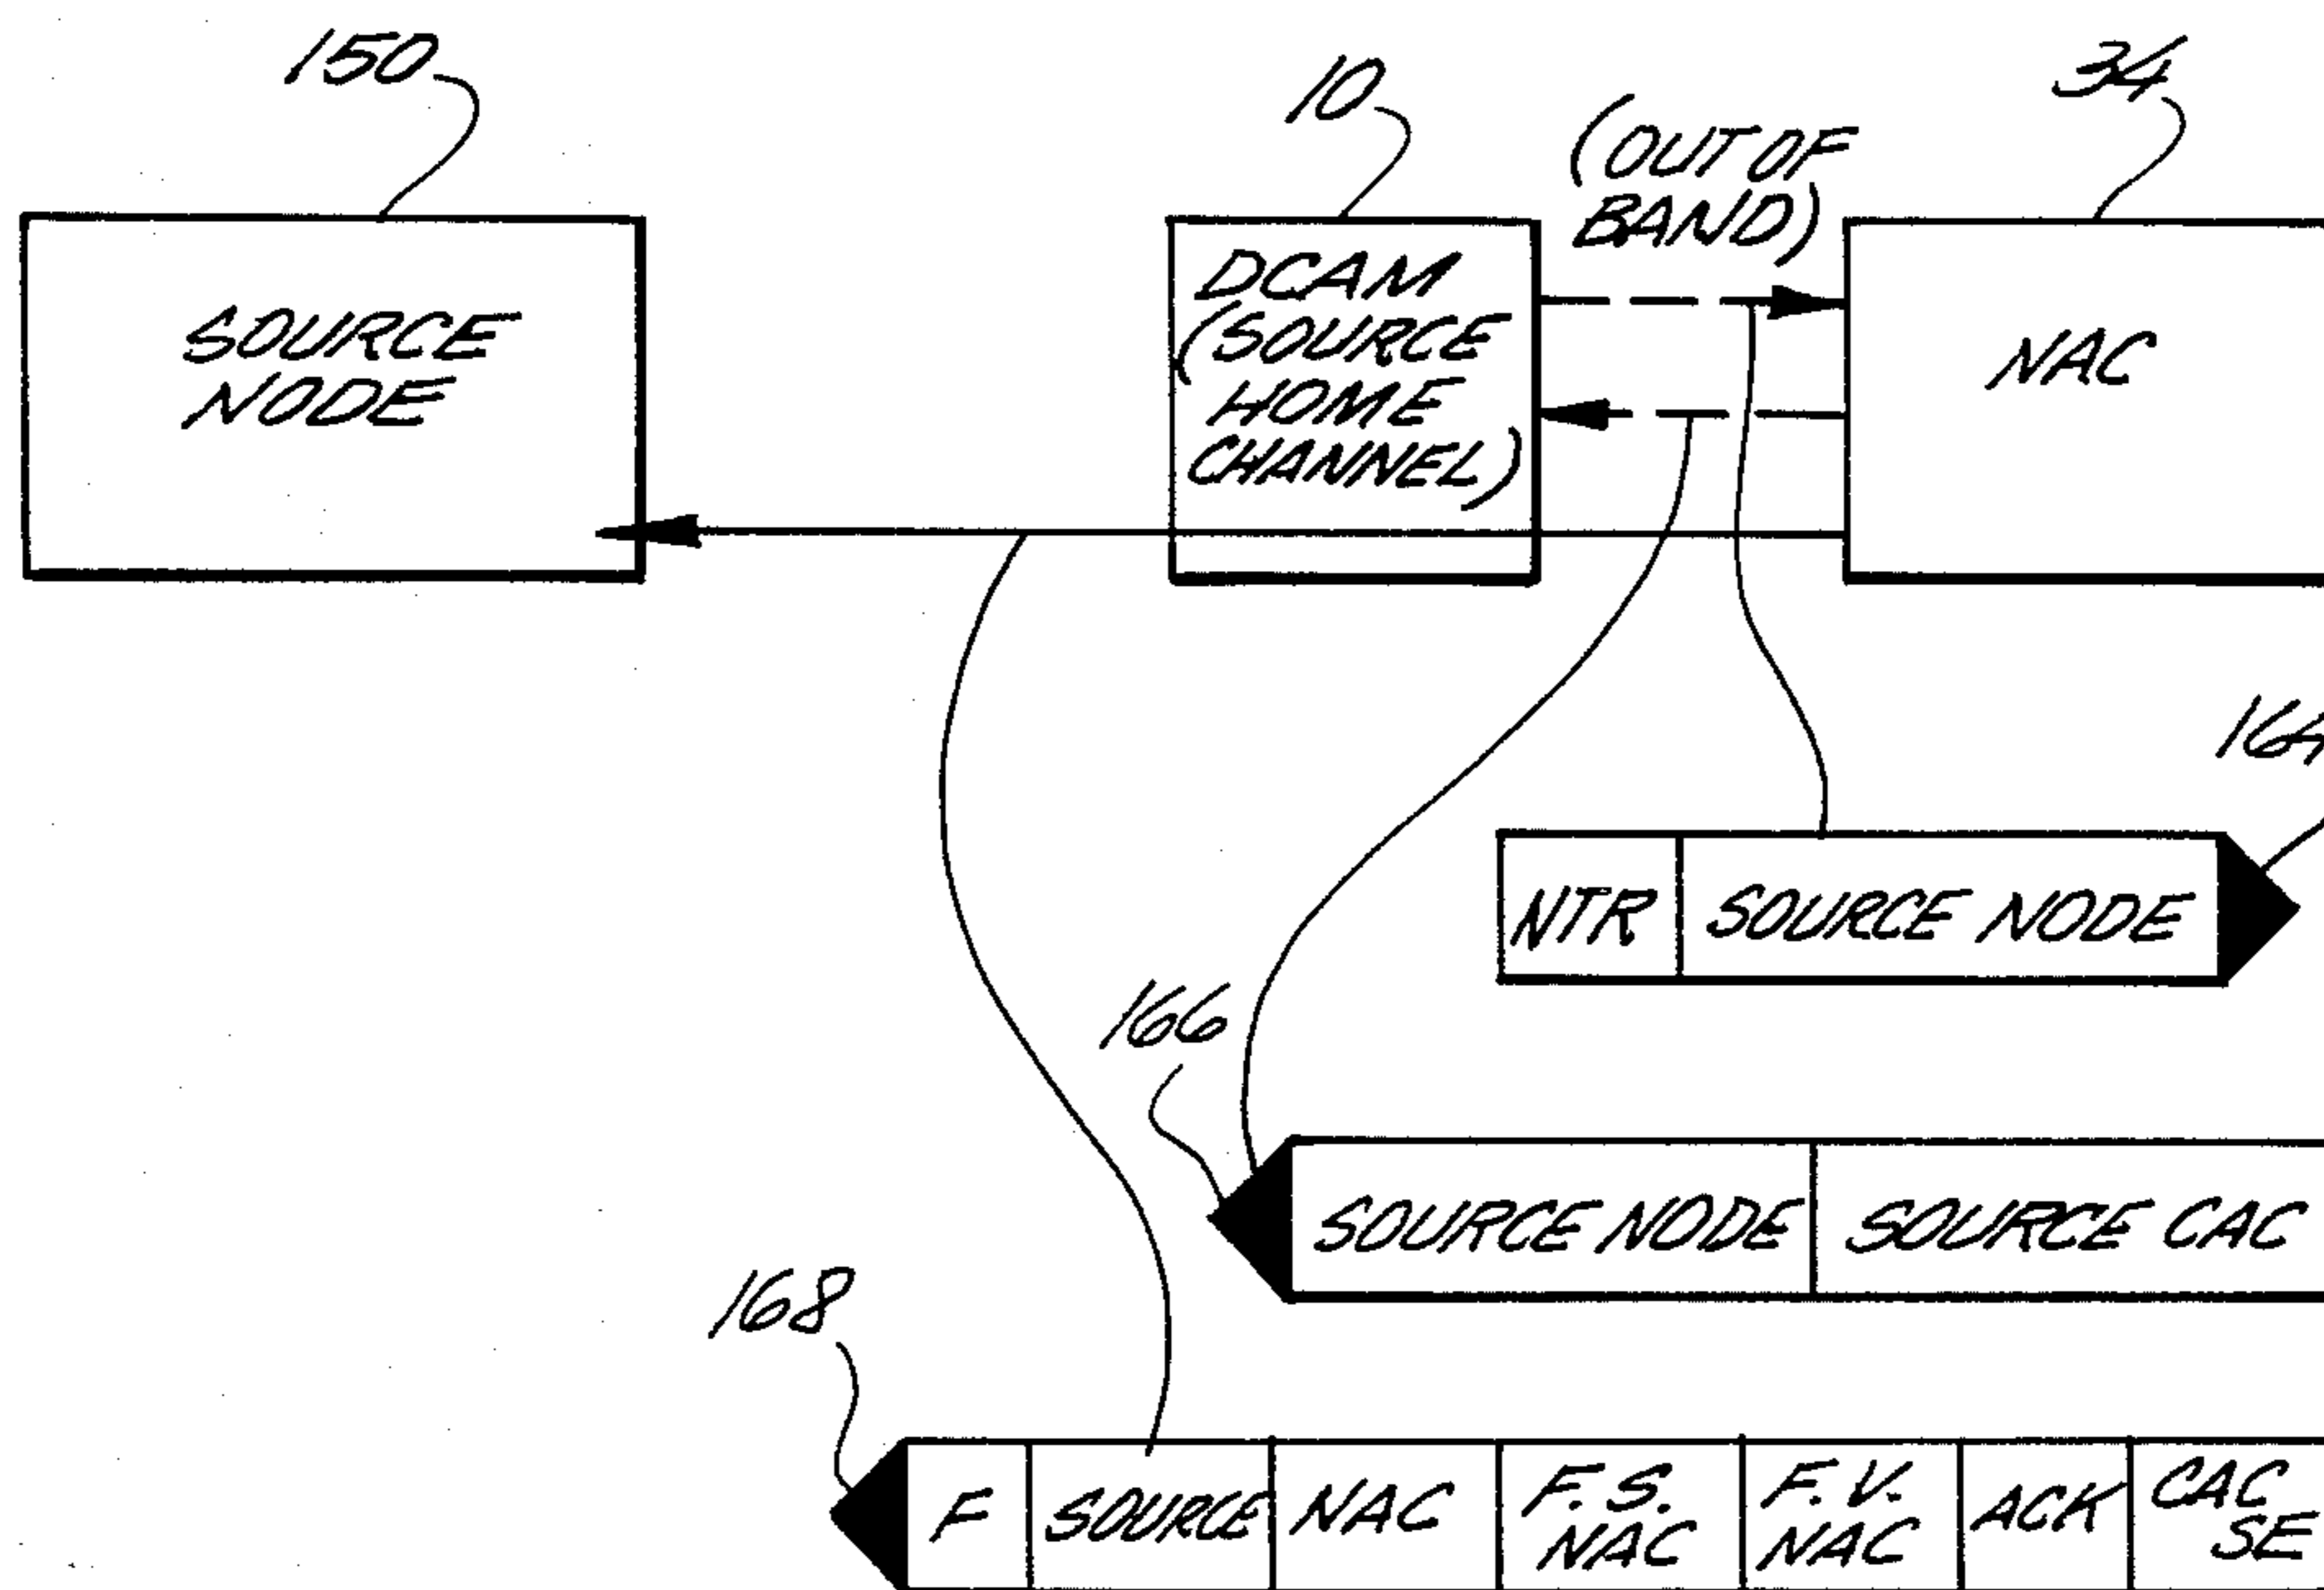 150
10
34
(OUT OF
BAND)
SOURCE
NODE
DCAM
(SOURCE
HOME
CHANNEL)
NAC
164
NTR SOURCE NODE
166
SOURCE NODE SOURCE CAC
168
F SOURCE NAC F. S. NAC F. V. NAC ACK CAC SE